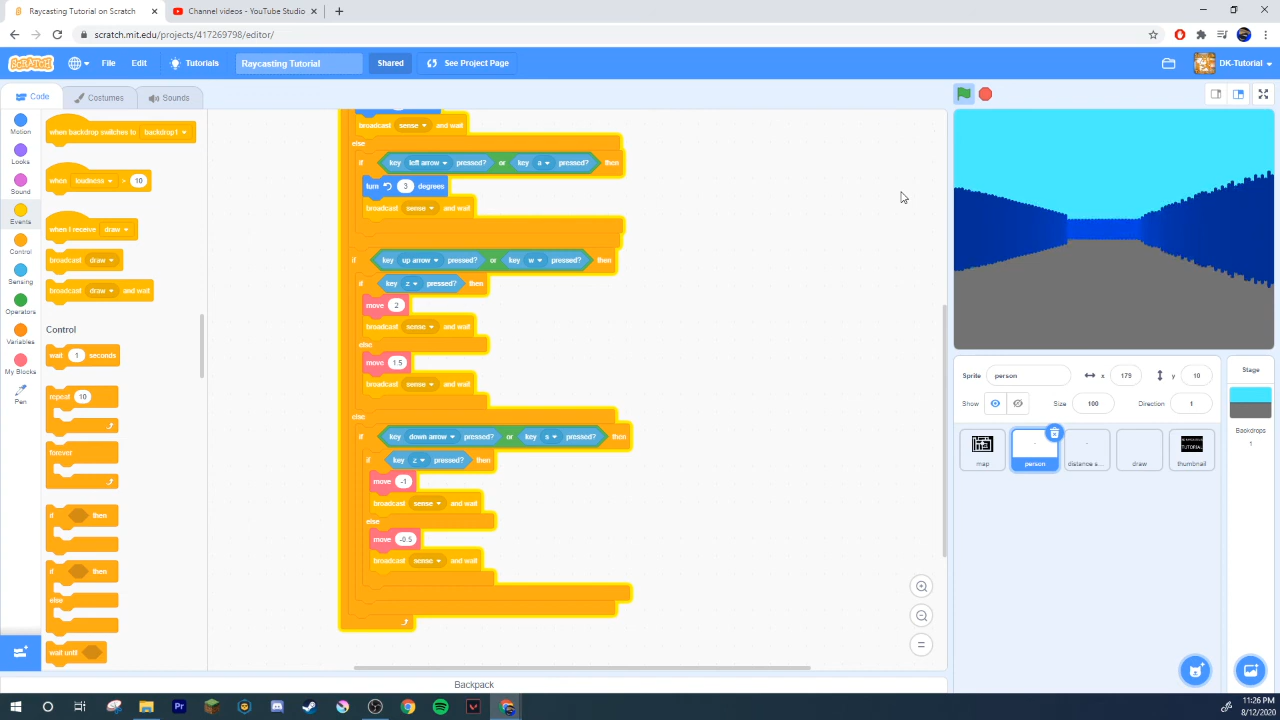 Raycasting Tutorial on Scratch
Channel videos - YouTube Studio
scratch.mit.edu/projects/417269798/editor/
SCRATCH
File
Edit
Tutorials
Raycasting Tutorial
Shared
See Project Page
DK-Tutorial
Code
Costumes
Sounds
Motion
Looks
Sound
Events
Control
Sensing
Operators
Variables
My Blocks
Pen
when backdrop switches to backdrop1
when loudness > 10
when I receive draw
broadcast draw
broadcast draw and wait
Control
wait 1 seconds
repeat 10
forever
if then
if then
else
wait until
broadcast sense and wait
else
if key left arrow pressed? or key a pressed? then
turn 3 degrees
broadcast sense and wait
if key up arrow pressed? or key w pressed? then
if key z pressed? then
move 2
broadcast sense and wait
else
move 1.5
broadcast sense and wait
else
if key down arrow pressed? or key s pressed? then
if key z pressed? then
move -1
broadcast sense and wait
else
move -0.5
broadcast sense and wait
Sprite person x 179 y 10
Show Size 100 Direction 1
map
person
distance s...
draw
thumbnail
TUTORIAL
Stage
Backdrops
1
Backpack
11:26 PM
8/12/2020